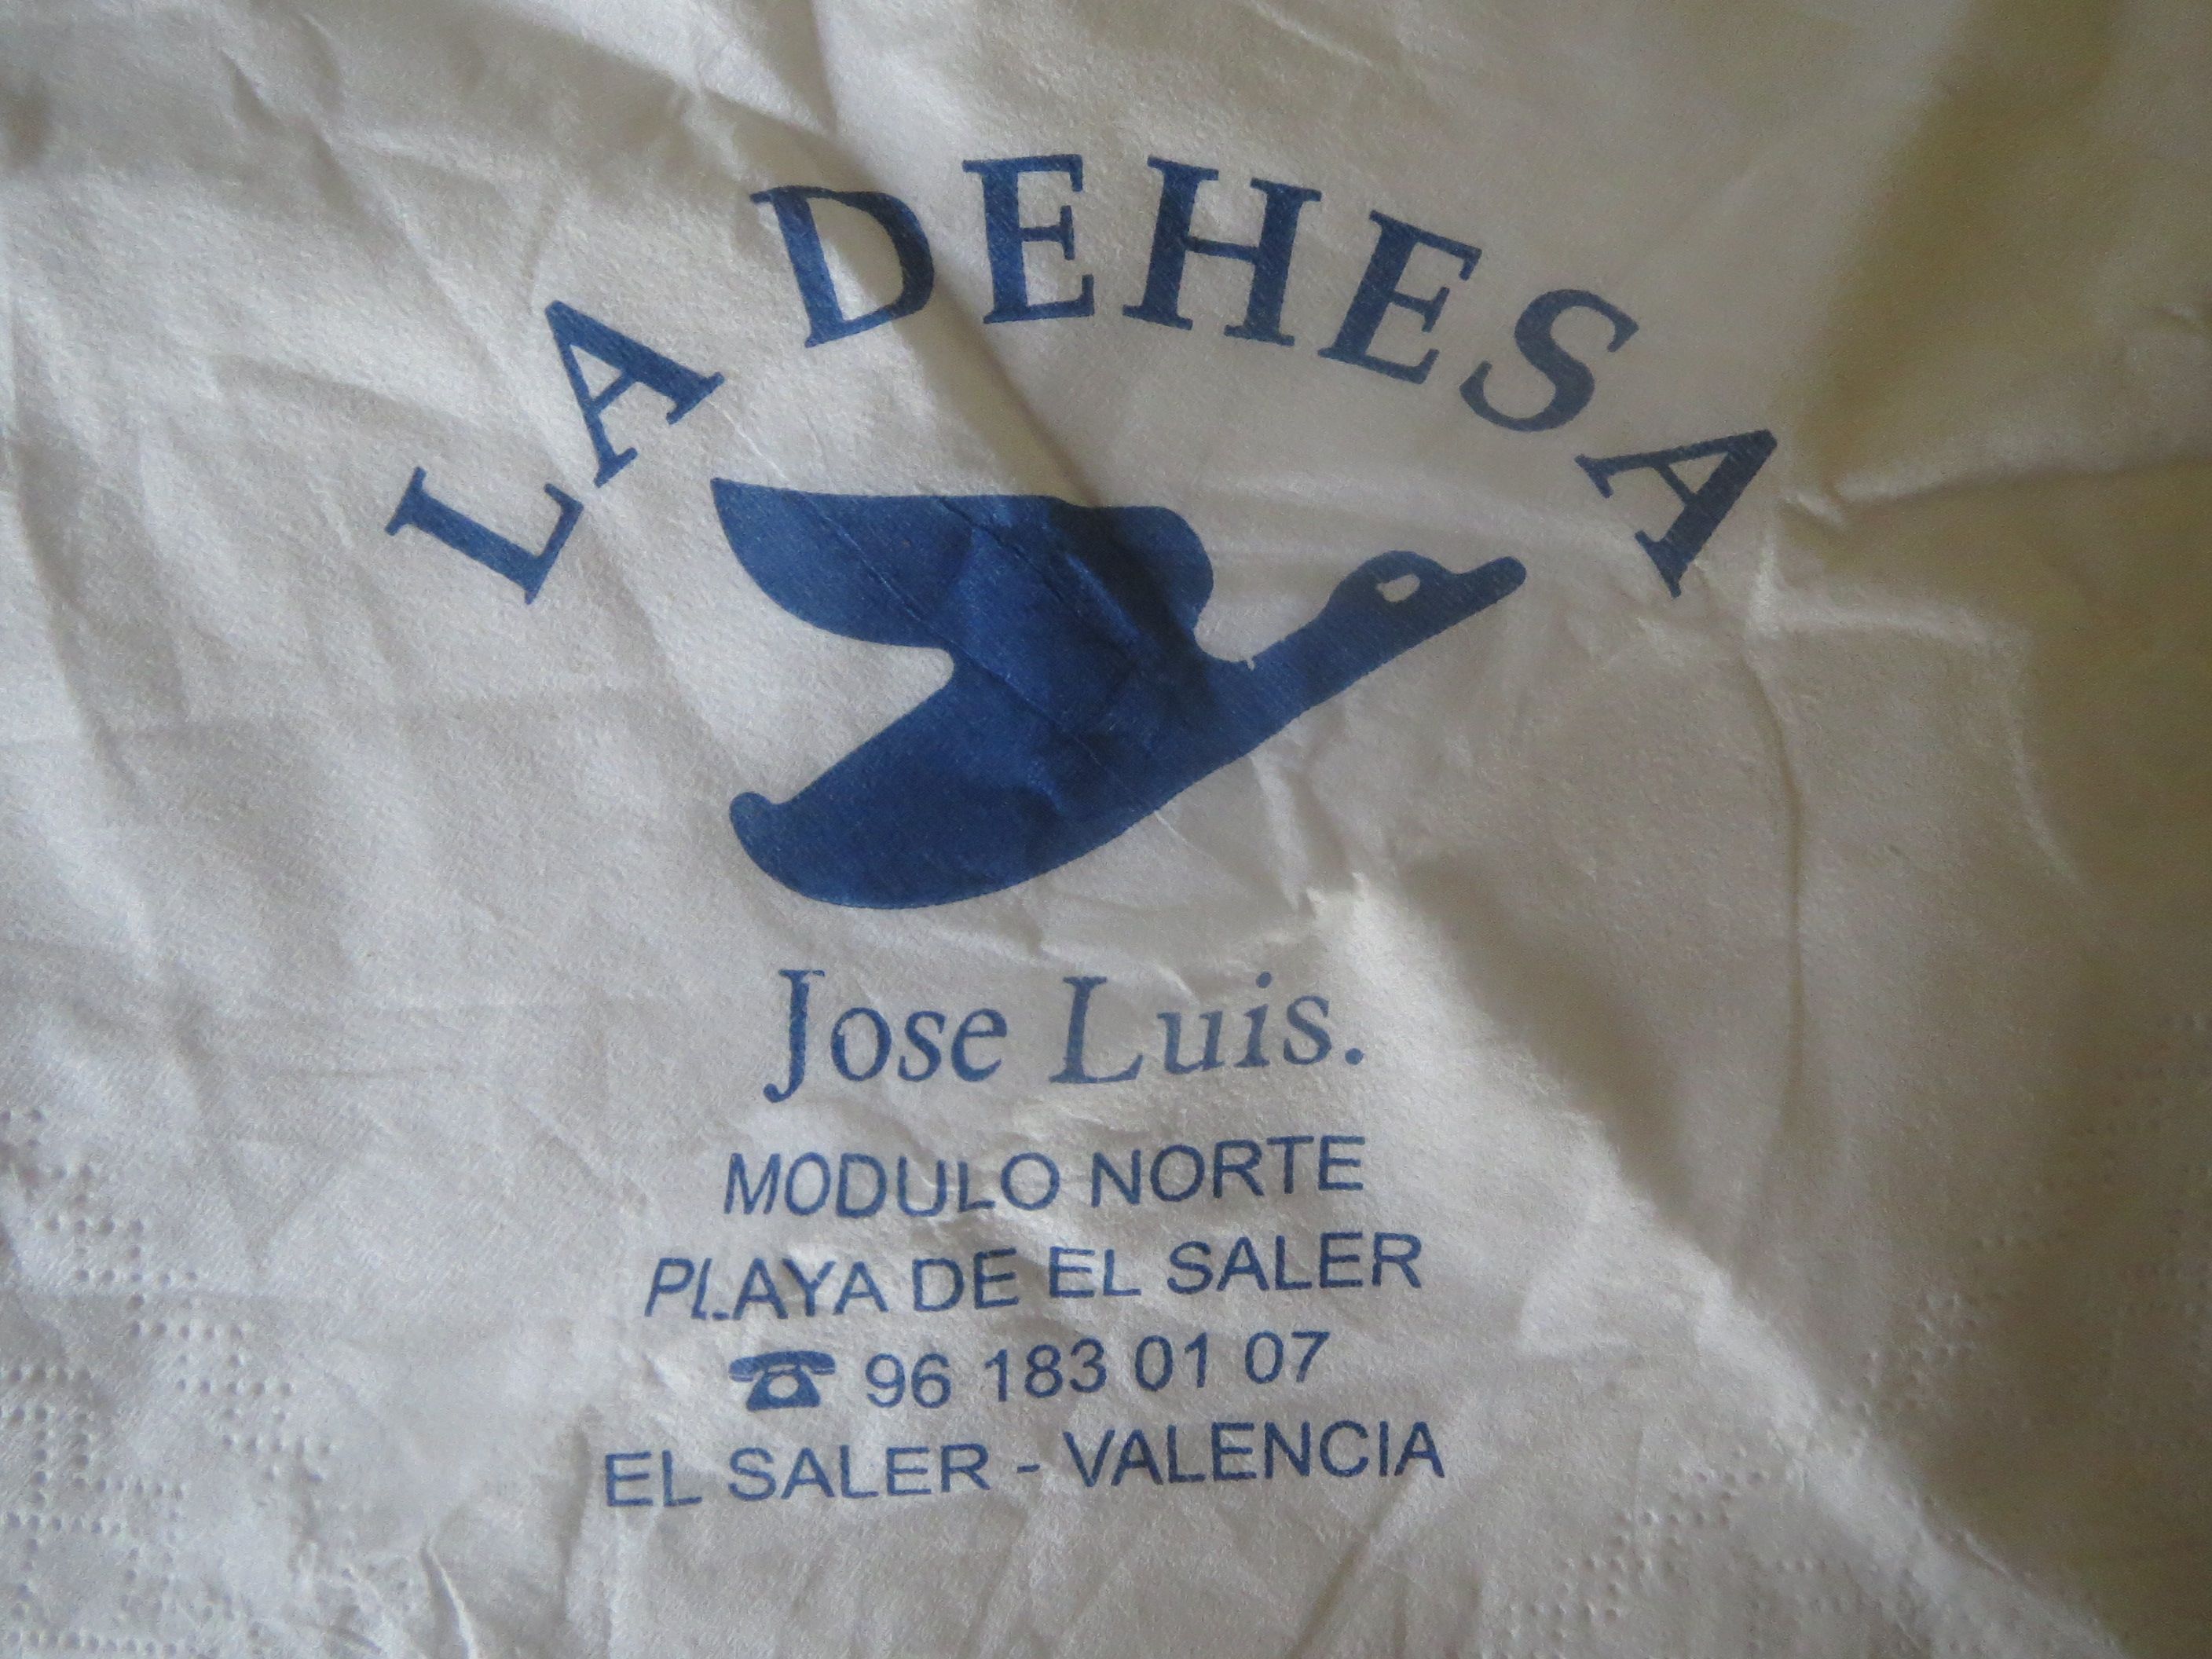 LA DEHESA
Jose Luis.
MODULO NORTE
PLAYA DE EL SALER
☎ 96 183 01 07
EL SALER - VALENCIA